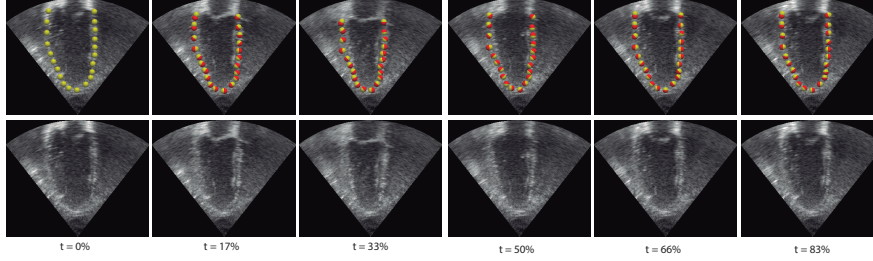 t = 0%
t = 17%
t = 33%
t = 50%
t = 66%
t = 83%